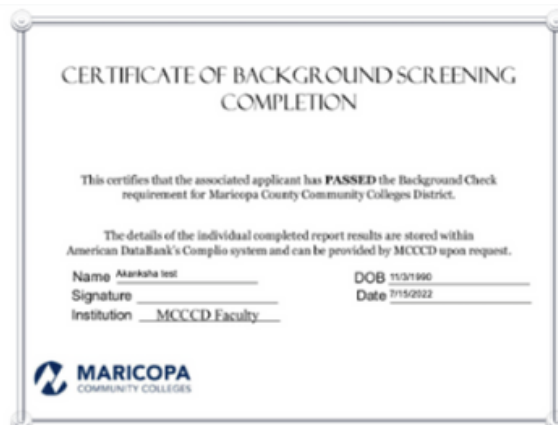 CERTIFICATE OF BACKGROUND SCREENING
COMPLETION
This certifies that the associated applicant has PASSED the Background Check
requirement for Maricopa County Community Colleges District.
The details of the individual completed report results are stored within
American DataBank's Complio system and can be provided by MCCCD upon request.
Name Akanksha test DOB 11/3/1990
Signature Date 7/15/2022
Institution MCCCD Faculty
MARICOPA
COMMUNITY COLLEGES